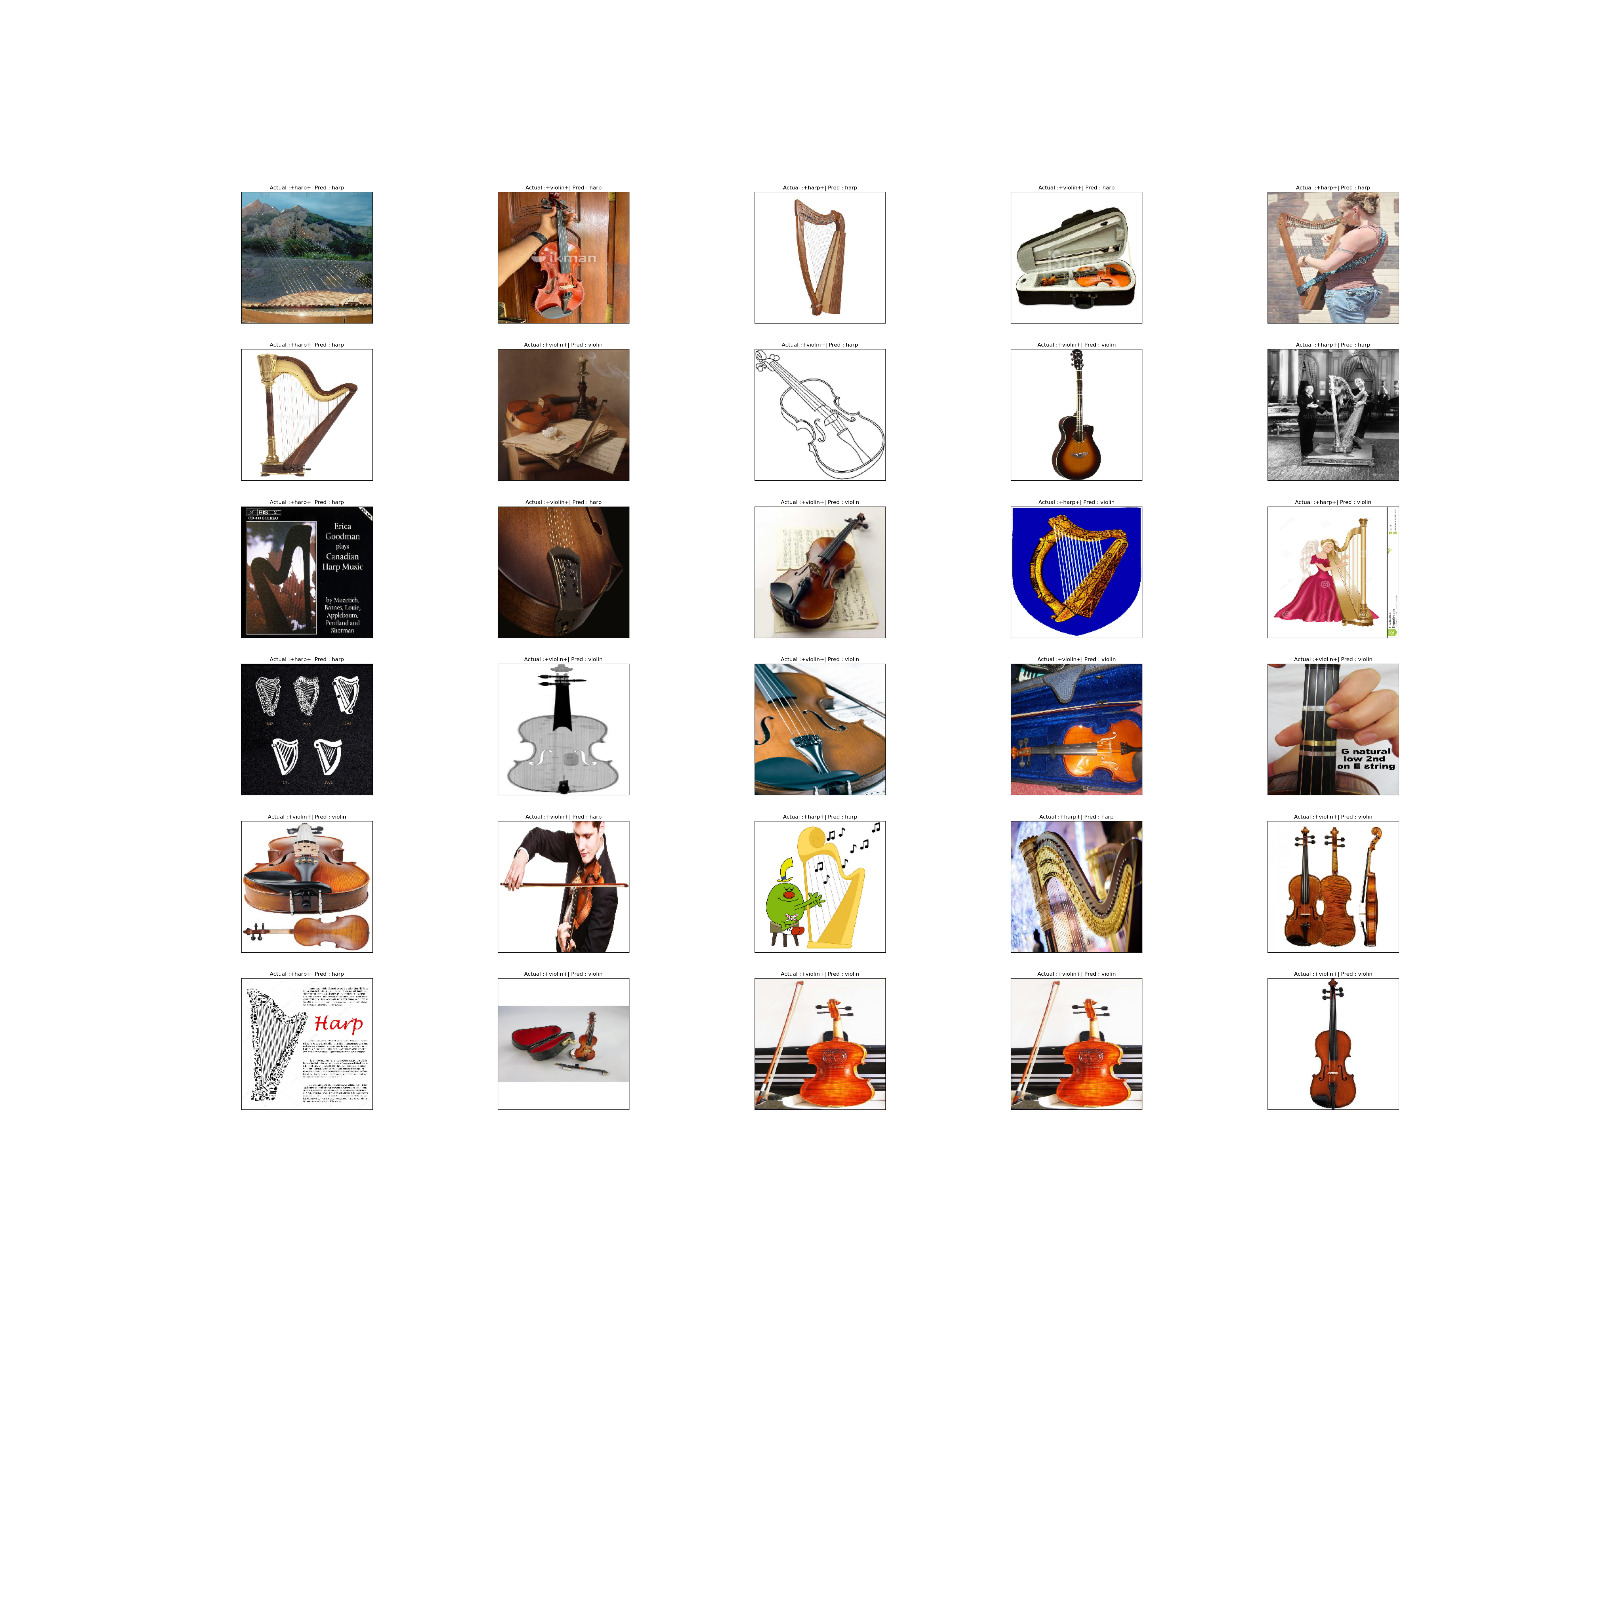 Actual :+harp+| Pred : harp
Actual :+violin+| Pred : harp
Actual :+harp+| Pred : harp
Actual :+violin+| Pred : harp
Actual :+harp+| Pred : harp
ikman
Actual :+harp+| Pred : harp
Actual :+violin+| Pred : violin
Actual :+violin+| Pred : harp
Actual :+violin+| Pred : violin
Actual :+harp+| Pred : harp
Actual :+harp+| Pred : harp
Actual :+violin+| Pred : harp
Actual :+violin+| Pred : violin
Actual :+harp+| Pred : violin
Actual :+harp+| Pred : violin
Erica
Goodman
plays
Canadian
Harp Music
by Mozetich,
Barnes, Louie,
Applebaum,
Pentland and
Sherman
Actual :+harp+| Pred : harp
Actual :+violin+| Pred : violin
Actual :+violin+| Pred : violin
Actual :+violin+| Pred : violin
Actual :+violin+| Pred : violin
G natural
low 2nd
on E string
Actual :+violin+| Pred : violin
Actual :+violin+| Pred : harp
Actual :+harp+| Pred : harp
Actual :+harp+| Pred : harp
Actual :+violin+| Pred : violin
Actual :+harp+| Pred : harp
Actual :+violin+| Pred : violin
Actual :+violin+| Pred : violin
Actual :+violin+| Pred : violin
Actual :+violin+| Pred : violin
Harp